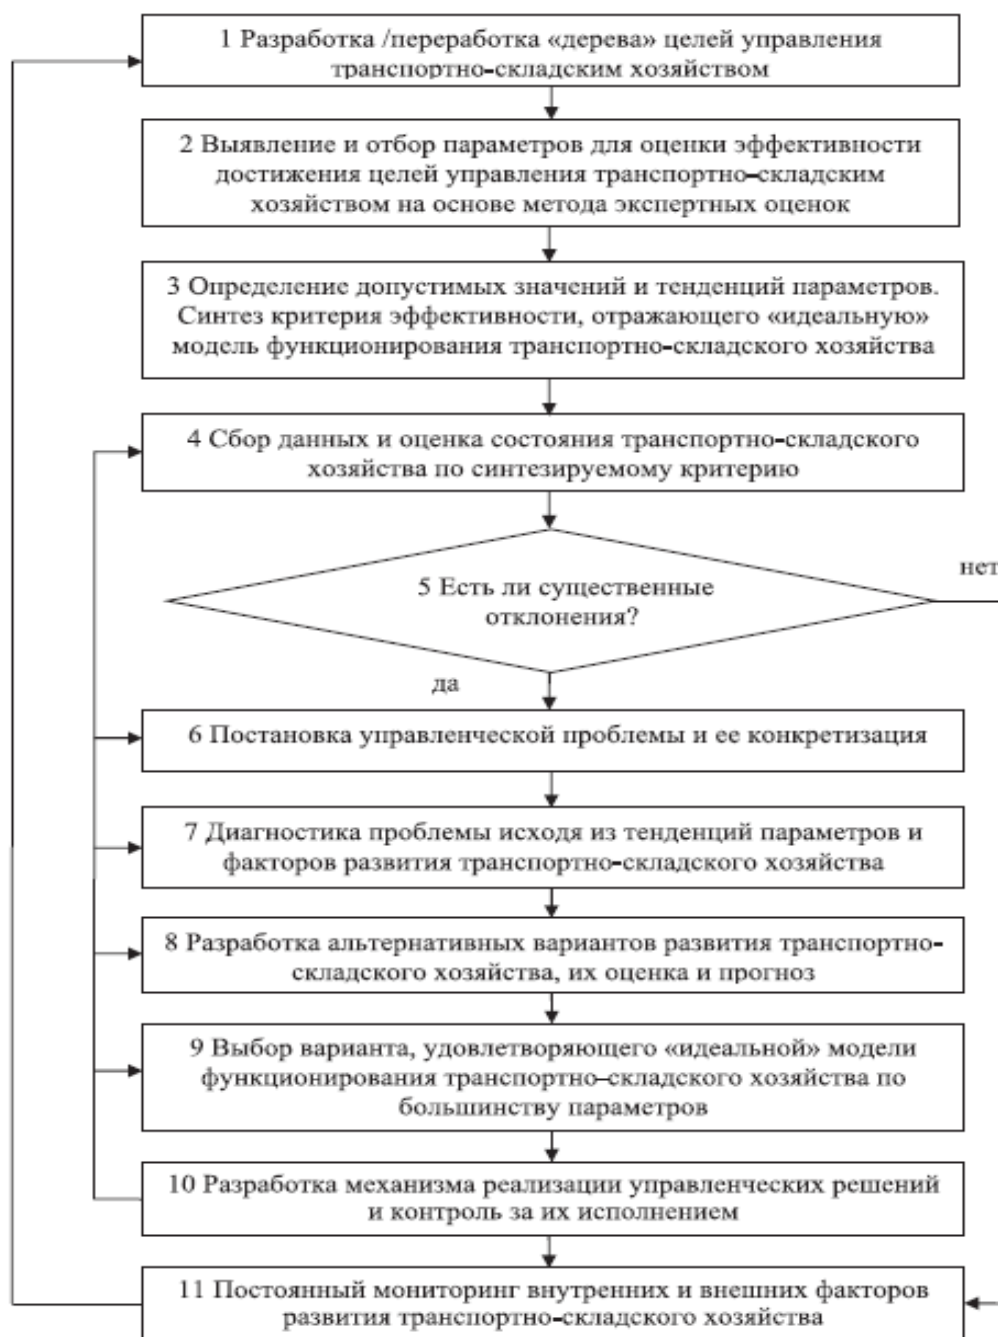 1 Разработка /переработка «дерева» целей управления
транспортно-складским хозяйством
2 Выявление и отбор параметров для оценки эффективности
достижения целей управления транспортно-складским
хозяйством на основе метода экспертных оценок
3 Определение допустимых значений и тенденций параметров.
Синтез критерия эффективности, отражающего «идеальную»
модель функционирования транспортно-складского хозяйства
4 Сбор данных и оценка состояния транспортно-складского
хозяйства по синтезируемому критерию
5 Есть ли существенные
отклонения?
нет
да
6 Постановка управленческой проблемы и ее конкретизация
7 Диагностика проблемы исходя из тенденций параметров и
факторов развития транспортно-складского хозяйства
8 Разработка альтернативных вариантов развития транспортно-
складского хозяйства, их оценка и прогноз
9 Выбор варианта, удовлетворяющего «идеальной» модели
функционирования транспортно-складского хозяйства по
большинству параметров
10 Разработка механизма реализации управленческих решений
и контроль за их исполнением
11 Постоянный мониторинг внутренних и внешних факторов
развития транспортно-складского хозяйства